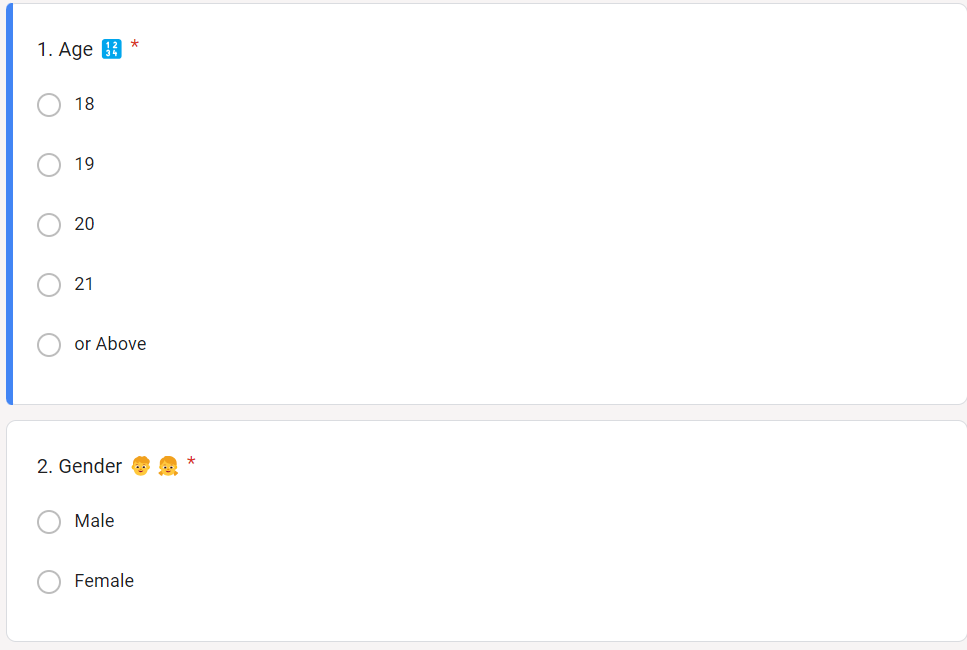 1. Age 🔢 *
18
19
20
21
or Above
2. Gender 👦 👧 *
Male
Female